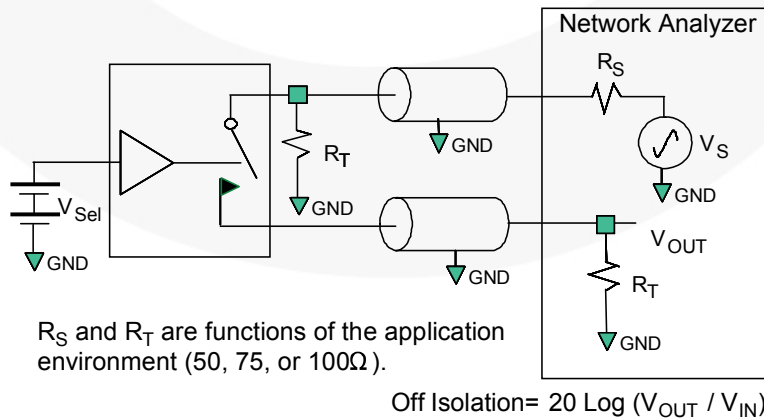 Network Analyzer
R_S
R_T
GND
V_S
GND
V_Sel
GND
GND
GND
V_OUT
R_T
GND
R_S and R_T are functions of the application
environment (50, 75, or 100Ω).
Off Isolation= 20 Log (V_OUT / V_IN)